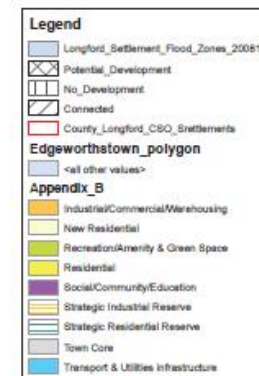 Legend
Longford_Settlement_Flood_Zones_20081
Potential_Development
No_Development
Connected
County_Longford_CSO_Srettlements
Edgeworthstown_polygon
<all other values>
Appendix_B
Industrial/Commercial/Warehousing
New Residential
Recreation/Amenity & Green Space
Residential
Social/Community/Education
Strategic Industrial Reserve
Strategic Residential Reserve
Town Core
Transport & Utilities infrastructure